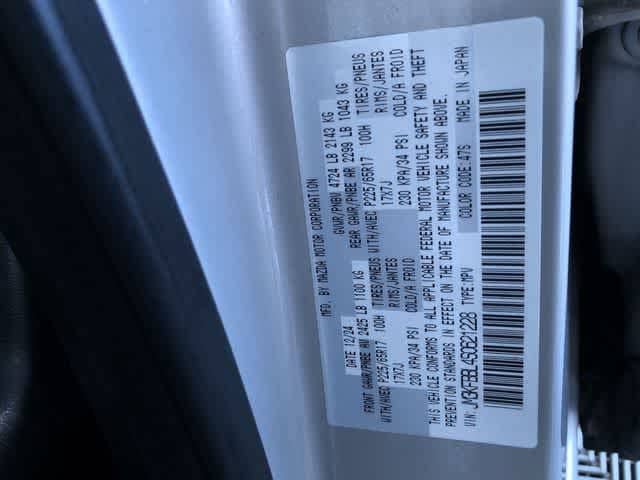 MFD. BY MAZDA MOTOR CORPORATION
DATE 12/24 GVWR/PNBV 4724 LB 2143 KG
FRONT GAWR/PNBE AV 2425 LB 1100 KG REAR GAWR/PNBE AR 2299 LB 1043 KG
WITH/AVEC P225/65R17 100H TIRES/PNEUS WITH/AVEC P225/65R17 100H TIRES/PNEUS
17X7J RIMS/JANTES 17X7J RIMS/JANTES
230 KPA/34 PSI COLD/A FROID 230 KPA/34 PSI COLD/A FROID
THIS VEHICLE CONFORMS TO ALL APPLICABLE FEDERAL MOTOR VEHICLE SAFETY AND THEFT
PREVENTION STANDARDS IN EFFECT ON THE DATE OF MANUFACTURE SHOWN ABOVE.
COLOR CODE:47S MADE IN JAPAN
VIN: TYPE:MPV